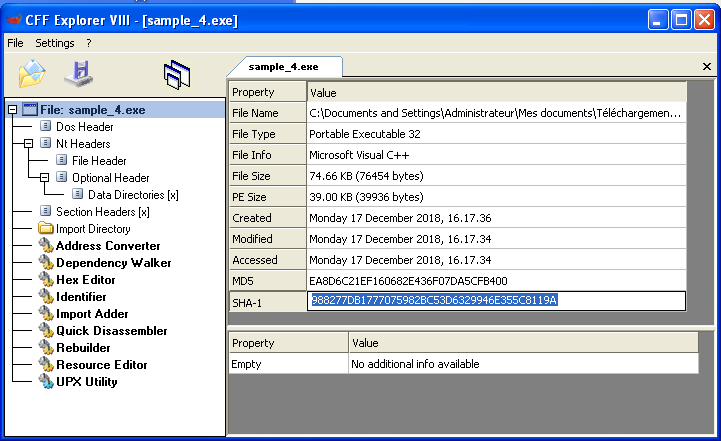 CFF Explorer VIII - [sample_4.exe]
File Settings ?
sample_4.exe
File: sample_4.exe
Dos Header
Nt Headers
File Header
Optional Header
Data Directories [x]
Section Headers [x]
Import Directory
Address Converter
Dependency Walker
Hex Editor
Identifier
Import Adder
Quick Disassembler
Rebuilder
Resource Editor
UPX Utility
Property Value
File Name C:\Documents and Settings\Administrateur\Mes documents\Téléchargemen...
File Type Portable Executable 32
File Info Microsoft Visual C++
File Size 74.66 KB (76454 bytes)
PE Size 39.00 KB (39936 bytes)
Created Monday 17 December 2018, 16.17.36
Modified Monday 17 December 2018, 16.17.34
Accessed Monday 17 December 2018, 16.17.34
MD5 EA8D6C21EF160682E436F07DA5CFB400
SHA-1 988277DB1777075982BC53D6329946E355C8119A
Property Value
Empty No additional info available